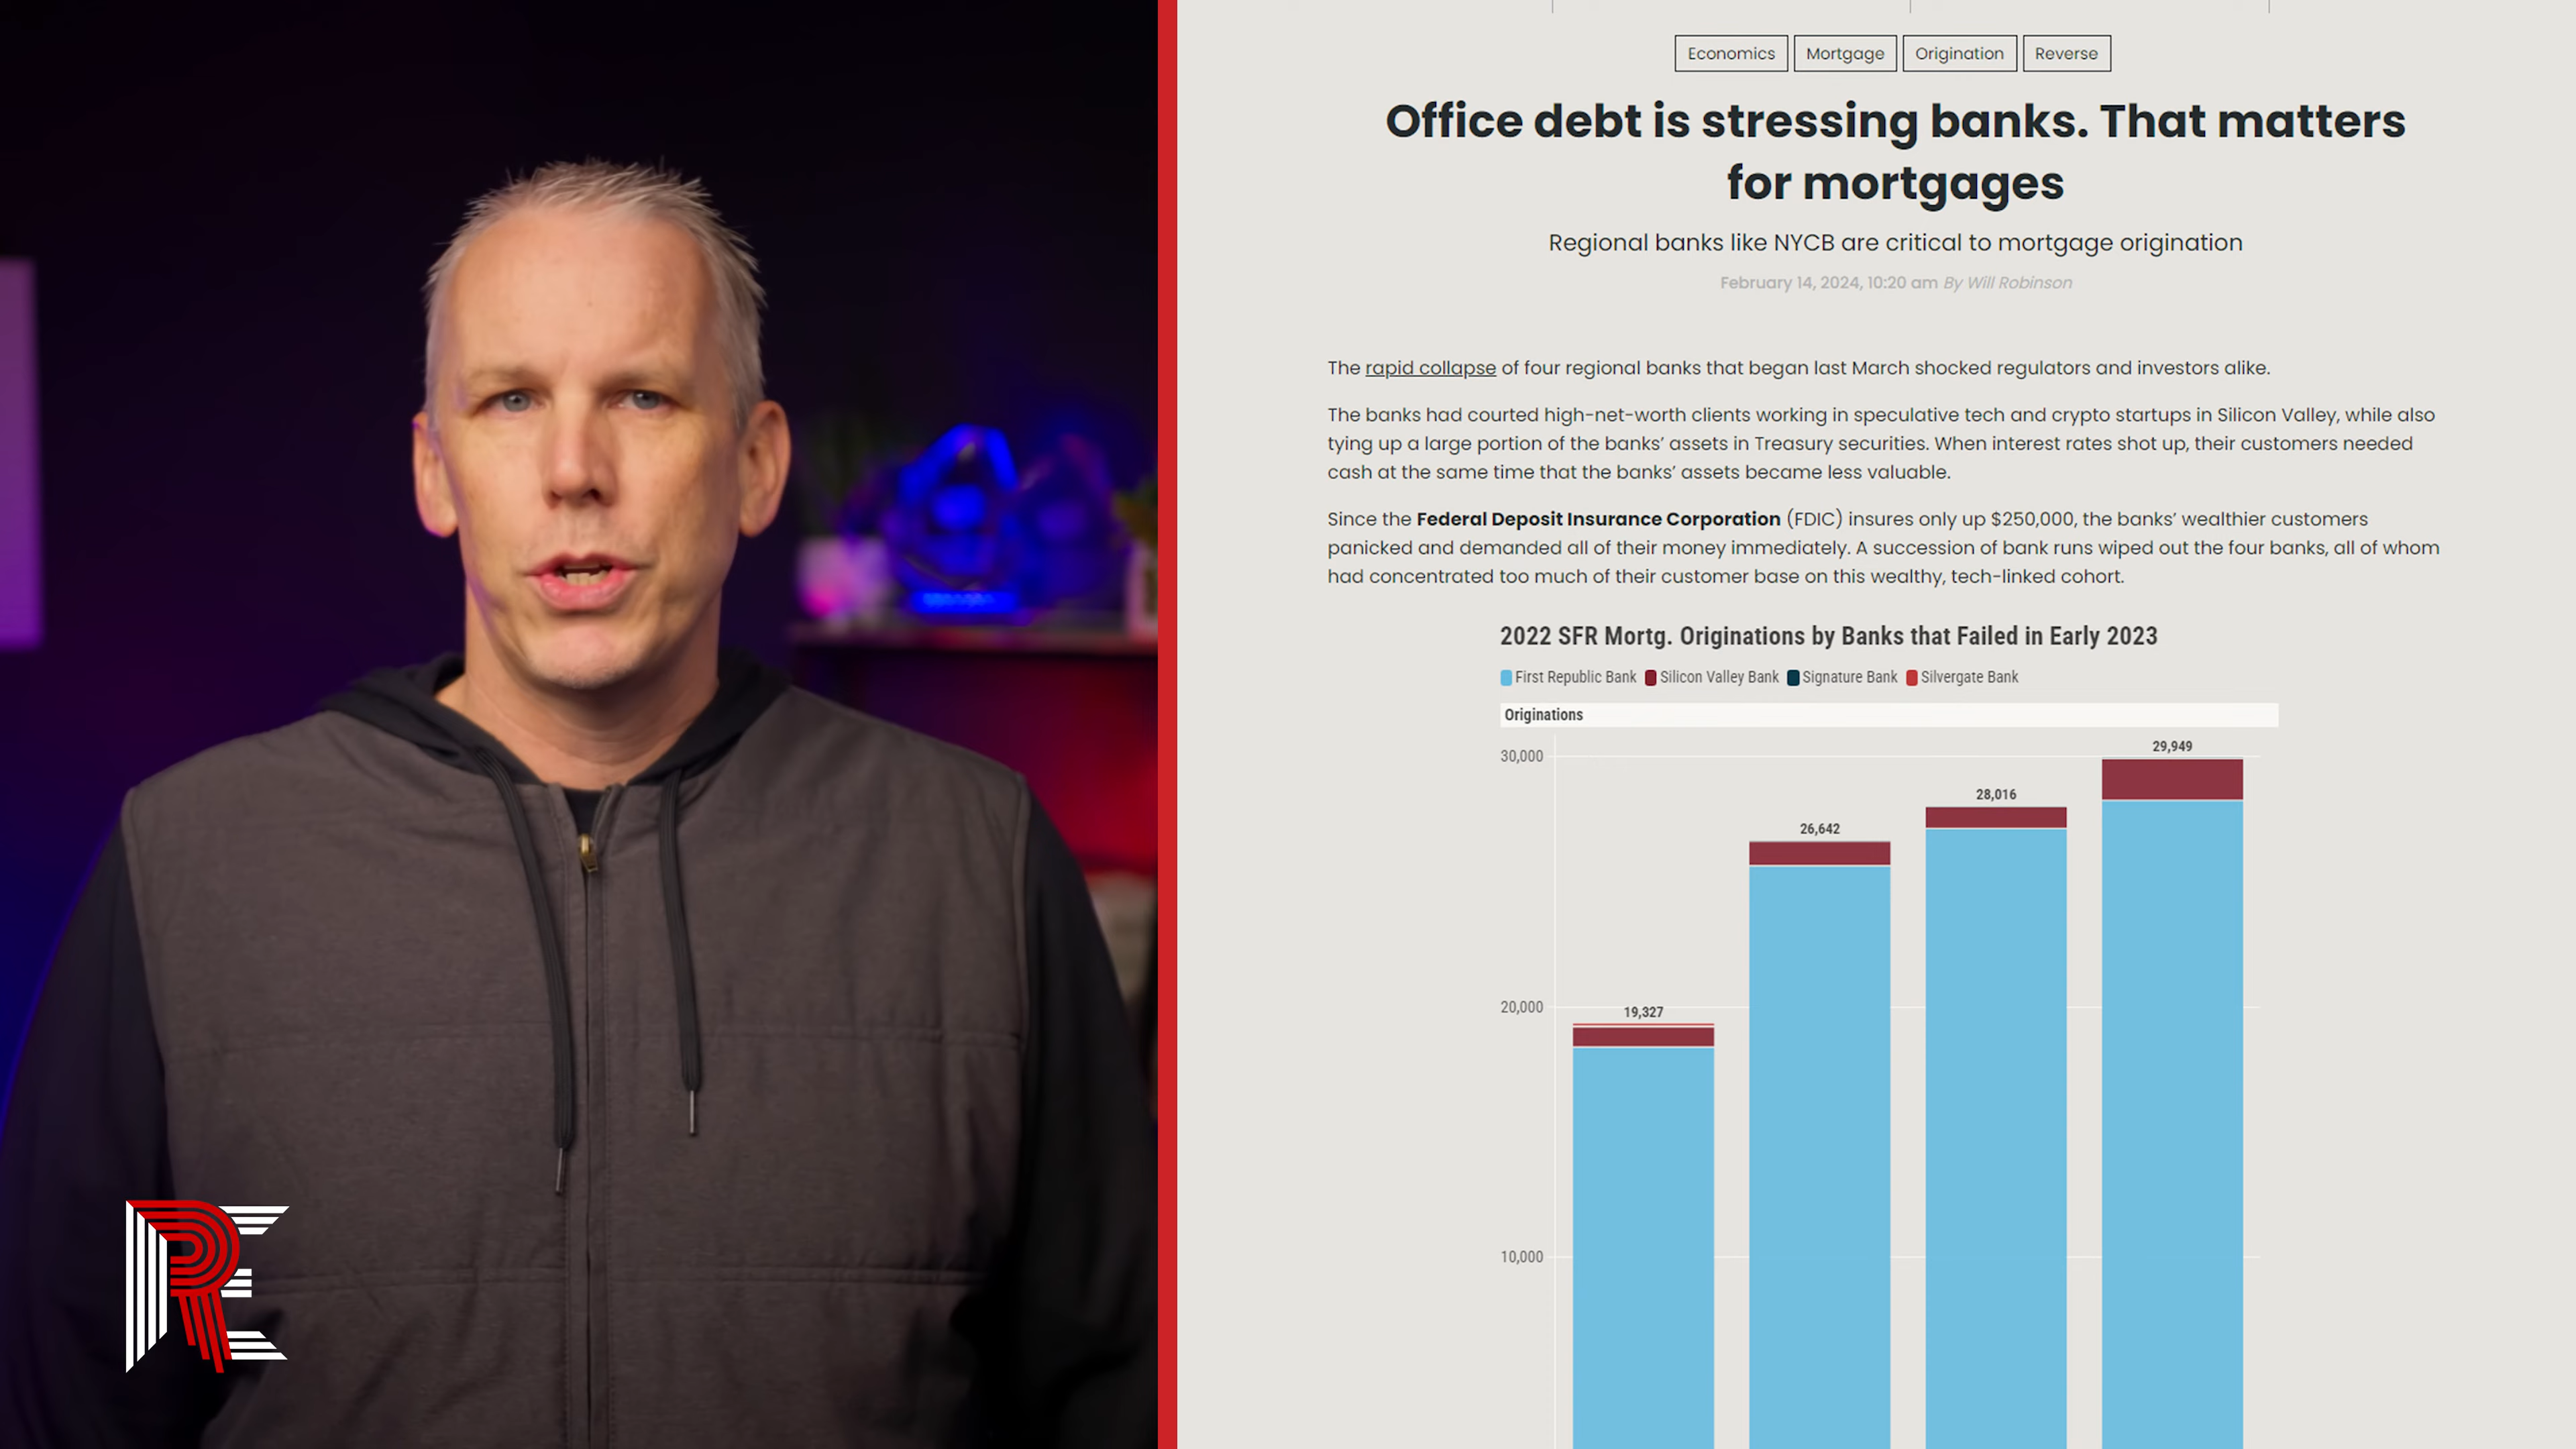 Economics Mortgage Origination Reverse
Office debt is stressing banks. That matters
for mortgages
Regional banks like NYCB are critical to mortgage origination
February 14, 2024, 10:20 am By Will Robinson
The rapid collapse of four regional banks that began last March shocked regulators and investors alike.
The banks had courted high-net-worth clients working in speculative tech and crypto startups in Silicon Valley, while also
tying up a large portion of the banks’ assets in Treasury securities. When interest rates shot up, their customers needed
cash at the same time that the banks’ assets became less valuable.
Since the Federal Deposit Insurance Corporation (FDIC) insures only up $250,000, the banks’ wealthier customers
panicked and demanded all of their money immediately. A succession of bank runs wiped out the four banks, all of whom
had concentrated too much of their customer base on this wealthy, tech-linked cohort.
2022 SFR Mortg. Originations by Banks that Failed in Early 2023
First Republic Bank Silicon Valley Bank Signature Bank Silvergate Bank
Originations
29,949
30,000
28,016
26,642
20,000
19,327
10,000
RE